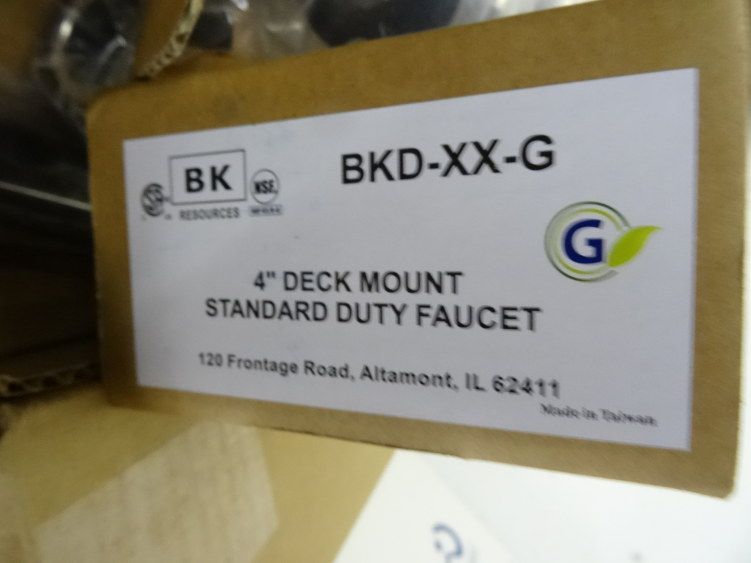 BK
RESOURCES
NSF.
BKD-XX-G
G
4" DECK MOUNT
STANDARD DUTY FAUCET
120 Frontage Road, Altamont, IL 62411
Made in Taiwan